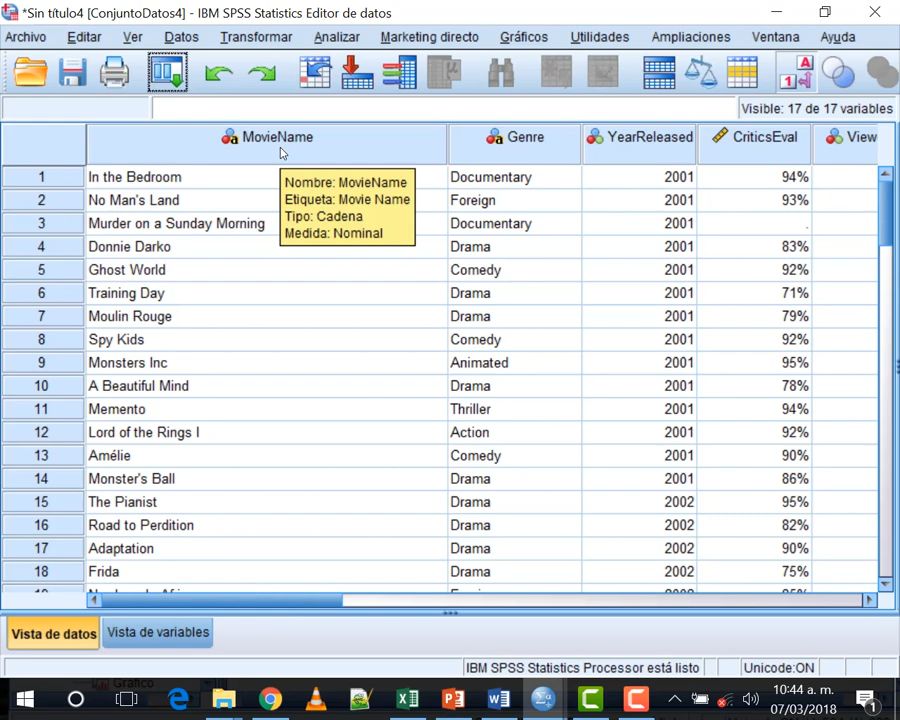 *Sin título4 [ConjuntoDatos4] - IBM SPSS Statistics Editor de datos
Archivo Editar Ver Datos Transformar Analizar Marketing directo Gráficos Utilidades Ampliaciones Ventana Ayuda
Visible: 17 de 17 variables
MovieName Genre YearReleased CriticsEval View
Nombre: MovieName
Etiqueta: Movie Name
Tipo: Cadena
Medida: Nominal
1 In the Bedroom Documentary 2001 94%
2 No Man's Land Foreign 2001 93%
3 Murder on a Sunday Morning Documentary 2001 .
4 Donnie Darko Drama 2001 83%
5 Ghost World Comedy 2001 92%
6 Training Day Drama 2001 71%
7 Moulin Rouge Drama 2001 79%
8 Spy Kids Comedy 2001 92%
9 Monsters Inc Animated 2001 95%
10 A Beautiful Mind Drama 2001 78%
11 Memento Thriller 2001 94%
12 Lord of the Rings I Action 2001 92%
13 Amélie Comedy 2001 90%
14 Monster's Ball Drama 2001 86%
15 The Pianist Drama 2002 95%
16 Road to Perdition Drama 2002 82%
17 Adaptation Drama 2002 90%
18 Frida Drama 2002 75%
Vista de datos Vista de variables
IBM SPSS Statistics Processor está listo Unicode:ON
10:44 a. m.
07/03/2018
1